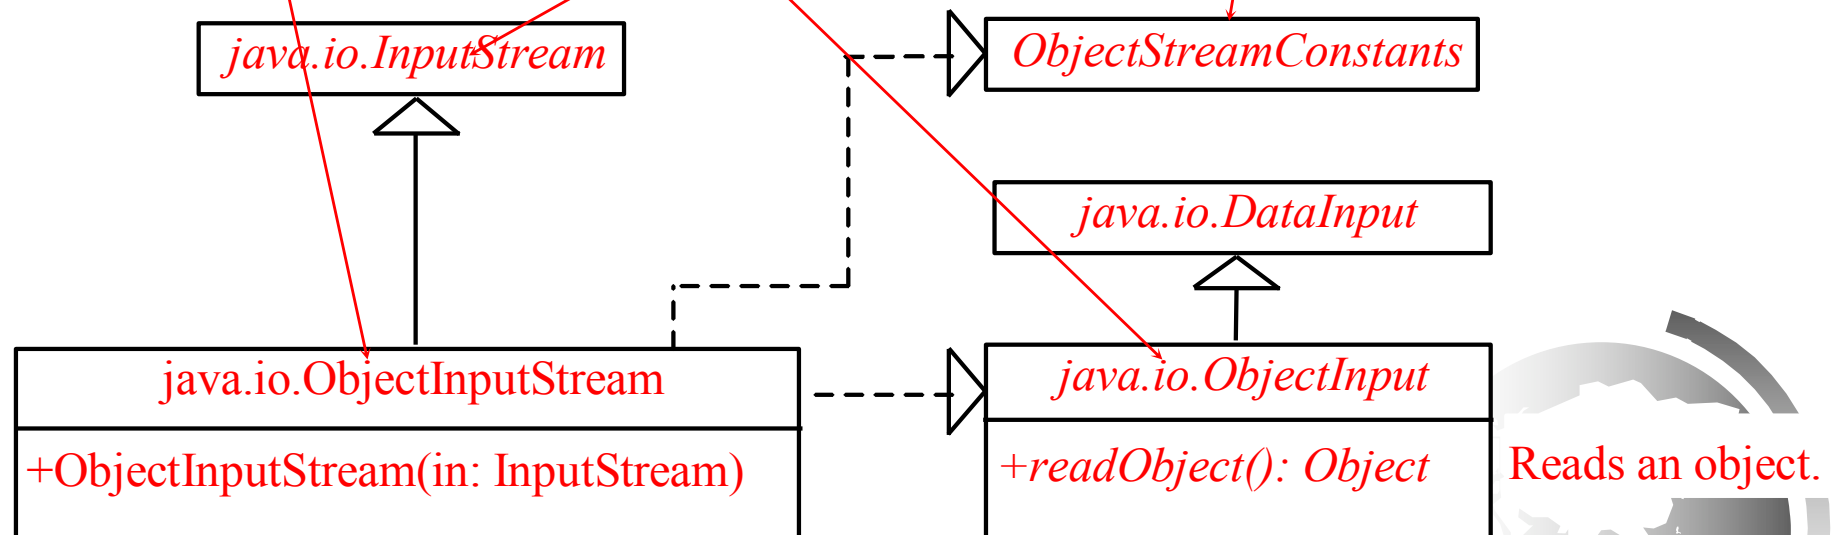 java.io.InputStream
ObjectStreamConstants
java.io.DataInput
java.io.ObjectInputStream
java.io.ObjectInput
+ObjectInputStream(in: InputStream)
+readObject(): Object
Reads an object.